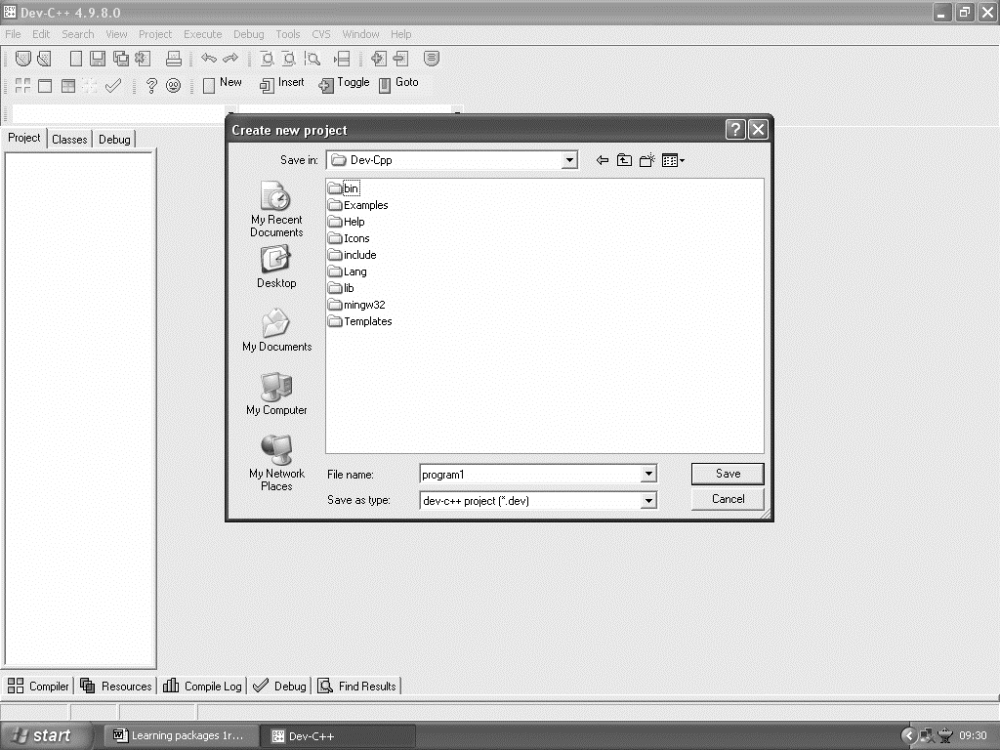 Dev-C++ 4.9.8.0
File Edit Search View Project Execute Debug Tools CVS Window Help
New Insert Toggle Goto
Project Classes Debug
Create new project
Save in: Dev-Cpp
My Recent Documents
Desktop
My Documents
My Computer
My Network Places
bin
Examples
Help
Icons
include
Lang
lib
mingw32
Templates
File name: program1 Save
Save as type: dev-c++ project (*.dev) Cancel
Compiler Resources Compile Log Debug Find Results
start Learning packages 1r... Dev-C++ 09:30